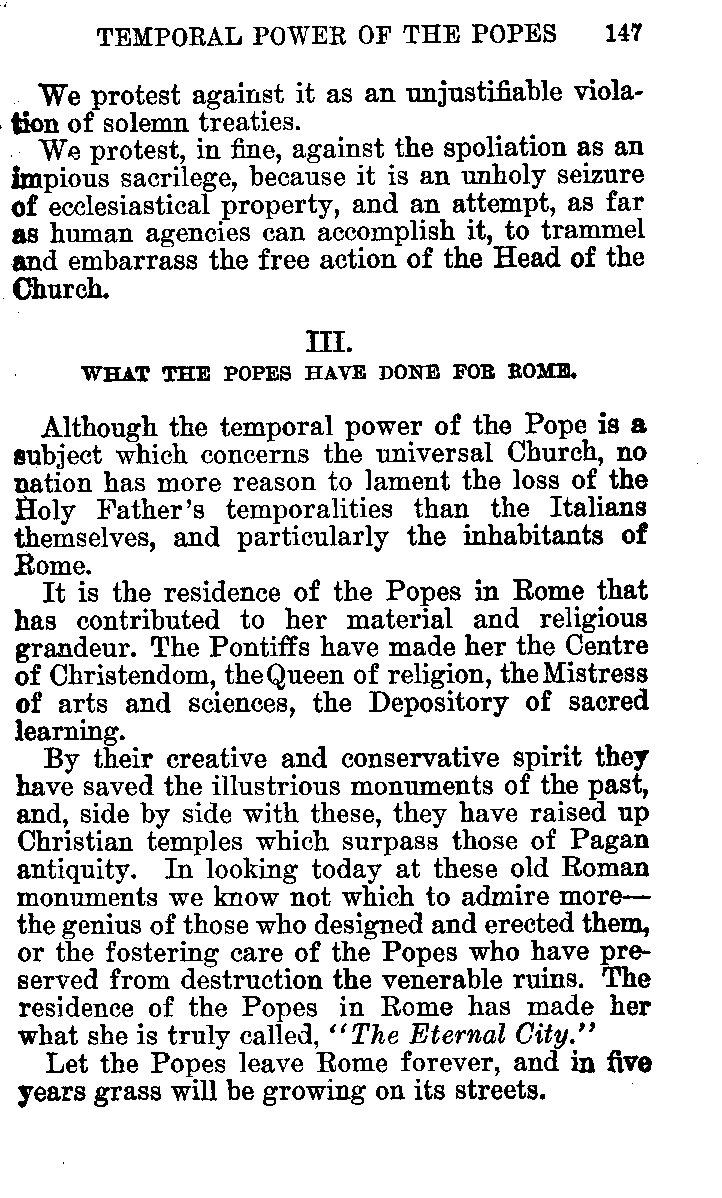 TEMPORAL POWER OF THE POPES 147
We protest against it as an unjustifiable viola-
tion of solemn treaties.
We protest, in fine, against the spoliation as an
impious sacrilege, because it is an unholy seizure
of ecclesiastical property, and an attempt, as far
as human agencies can accomplish it, to trammel
and embarrass the free action of the Head of the
Church.
III.
WHAT THE POPES HAVE DONE FOR ROME.
Although the temporal power of the Pope is a
subject which concerns the universal Church, no
nation has more reason to lament the loss of the
Holy Father's temporalities than the Italians
themselves, and particularly the inhabitants of
Rome.
It is the residence of the Popes in Rome that
has contributed to her material and religious
grandeur. The Pontiffs have made her the Centre
of Christendom, the Queen of religion, the Mistress
of arts and sciences, the Depository of sacred
learning.
By their creative and conservative spirit they
have saved the illustrious monuments of the past,
and, side by side with these, they have raised up
Christian temples which surpass those of Pagan
antiquity. In looking today at these old Roman
monuments we know not which to admire more—
the genius of those who designed and erected them,
or the fostering care of the Popes who have pre-
served from destruction the venerable ruins. The
residence of the Popes in Rome has made her
what she is truly called, "The Eternal City."
Let the Popes leave Rome forever, and in five
years grass will be growing on its streets.